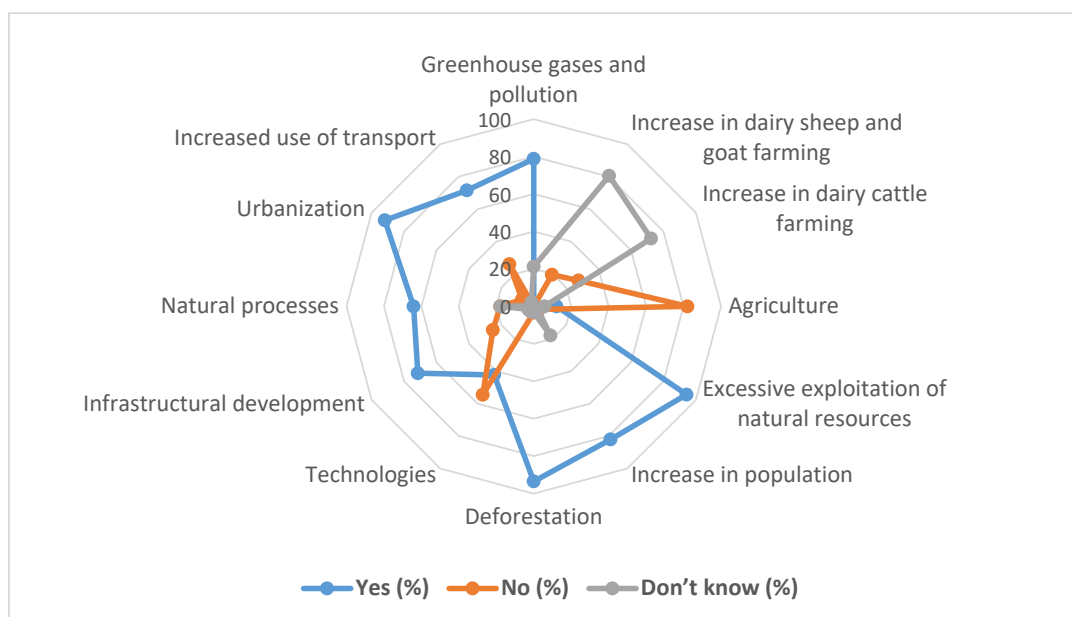 Greenhouse gases and
pollution
Increase in dairy sheep and
goat farming
Increase in dairy cattle
farming
Agriculture
Excessive exploitation of
natural resources
Increase in population
Deforestation
Technologies
Infrastructural development
Natural processes
Urbanization
Increased use of transport
100
80
60
40
20
0
Yes (%)
No (%)
Don’t know (%)